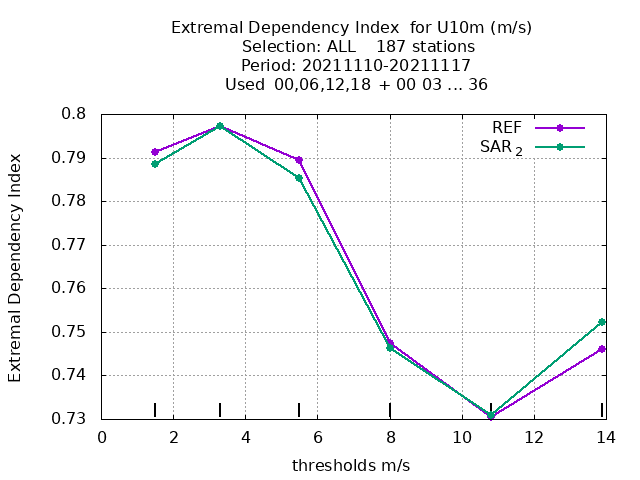 Extremal Dependency Index  for U10m (m/s)
Selection: ALL    187 stations
Period: 20211110-20211117
Used  00,06,12,18  + 00 03 ... 36
REF
SAR 2
0.8
0.79
0.78
0.77
0.76
0.75
0.74
0.73
0 2 4 6 8 10 12 14
Extremal Dependency Index
thresholds m/s